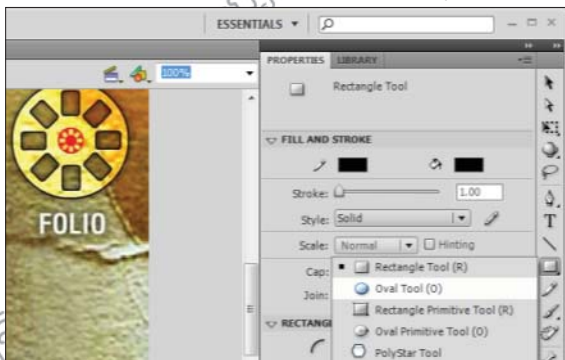 ESSENTIALS
PROPERTIES LIBRARY
100%
Rectangle Tool
FILL AND STROKE
Stroke: 1.00
Style: Solid
Scale: Normal Hinting
Cap:
Join:
Rectangle Tool (R)
Oval Tool (O)
Rectangle Primitive Tool (R)
Oval Primitive Tool (O)
PolyStar Tool
RECTANGL
FOLIO
T